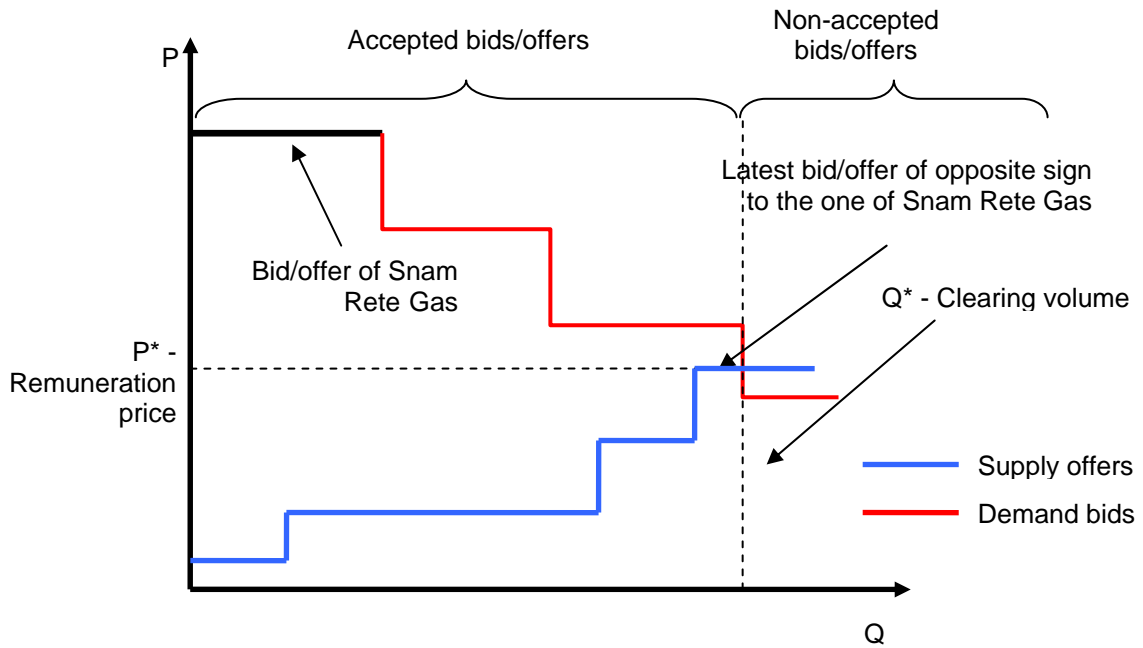 Accepted bids/offers
Non-accepted
bids/offers
P
Latest bid/offer of opposite sign
to the one of Snam Rete Gas
Bid/offer of Snam
Rete Gas
Q* - Clearing volume
P* -
Remuneration
price
Supply offers
Demand bids
Q